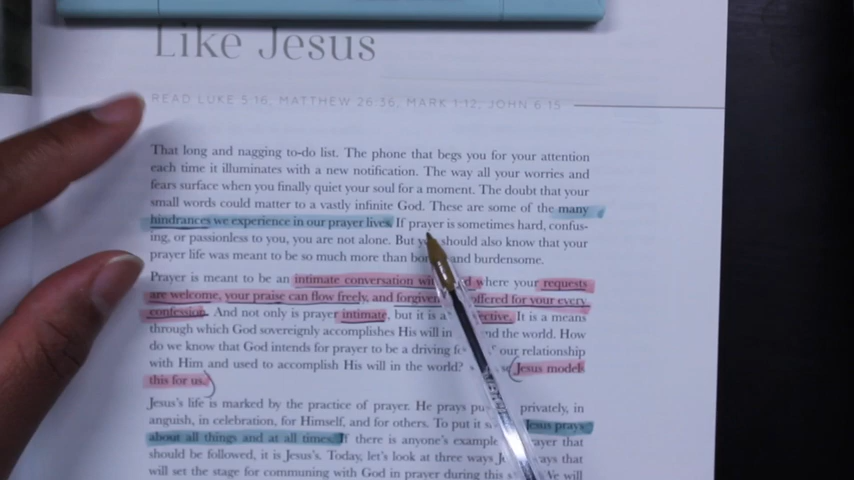 Like Jesus
READ LUKE 5:16; MATTHEW 26:36, MARK 1:12, JOHN 6:15
That long and nagging to-do list. The phone that begs you for your attention
each time it illuminates with a new notification. The way all your worries and
fears surface when you finally quiet your soul for a moment. The doubt that your
small words could matter to a vastly infinite God. These are some of the many
hindrances we experience in our prayer lives. If prayer is sometimes hard, confus-
ing, or passionless to you, you are not alone. But should also know that your
prayer life was meant to be so much more than and burdensome.
Prayer is meant to be an intimate conversation where your requests
are welcome, your praise can flow freely, and offered for your every
confession. And not only is prayer intimate, but it is a It is a means
through which God sovereignly accomplishes His will in and the world. How
do we know that God intends for prayer to be a driving our relationship
with Him and used to accomplish His will in the world? Jesus models
this for us.
Jesus's life is marked by the practice of prayer. He prays privately, in
anguish, in celebration, for Himself, and for others. To put it Jesus prays
about all things and at all times. If there is anyone's example that
should be followed, it is Jesus's. Today, let's look at three ways that
will set the stage for communing with God in prayer during this We will